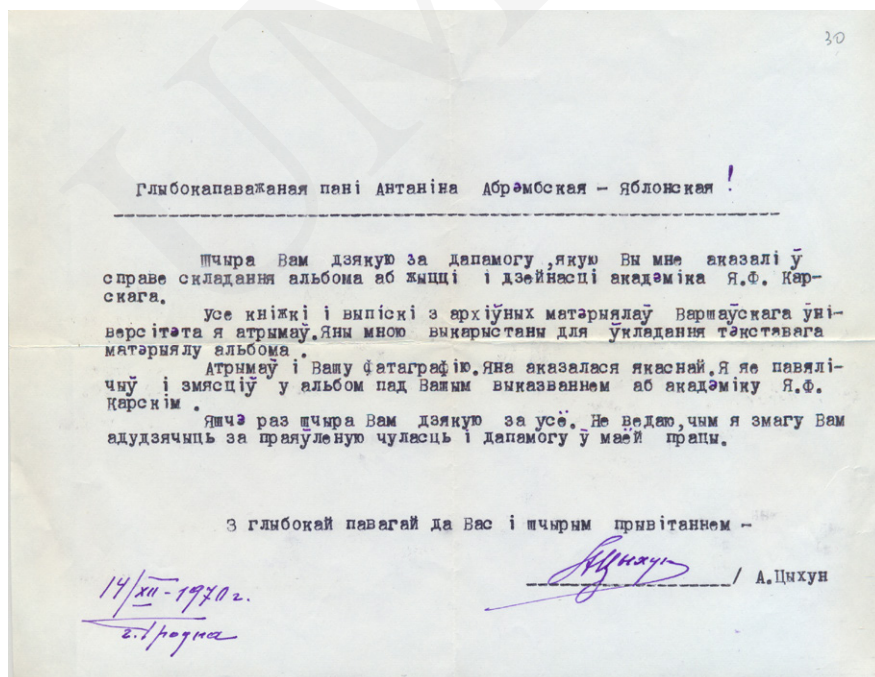 30
Глыбокапаважаная пані Антаніна Абрэмбская – Яблонская !
Шчыра Вам дзякую за дапамогу ,якую Вы мне аказалі ў
справе складання альбома аб жыцці і дзейнасці акадэміка Я.Ф. Кар-
скага.
Усе кніжкі і выпіскі з архіўных матэрыялаў Варшаўскага ўні-
версітэта я атрымаў.Яны мною выкарыстаны для ўкладання тэкставага
матэрыялу альбома .
Атрымаў і Вашу фатаграфію.Яна аказалася якаснай.Я яе павялі-
чыў і змясціў у альбом пад Вашым выказваннем аб акадэміку Я.Ф.
Карскім .
Яшчэ раз шчыра Вам дзякую за усё. Не ведаю,чым я змагу Вам
аддзячыць за праяўленую чуласць і дапамогу ў маёй працы.
З глыбокай павагай да Вас і шчырым прывітаннем –
АЦыхун
/ А.Цыхун
14/XII-1970г.
г.Гродна